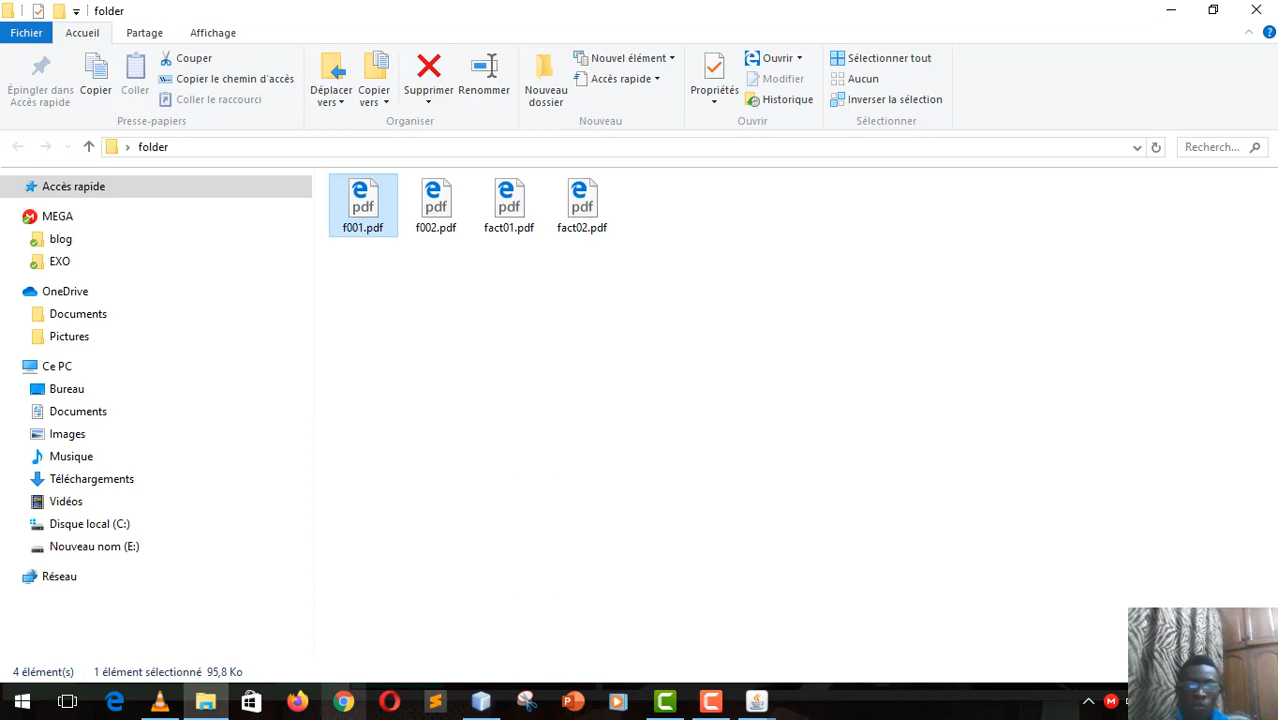 folder
Fichier Accueil Partage Affichage
Épingler dans Accès rapide
Copier
Coller
Couper
Copier le chemin d'accès
Coller le raccourci
Presse-papiers
Déplacer vers
Copier vers
Supprimer
Renommer
Organiser
Nouveau dossier
Nouvel élément
Accès rapide
Nouveau
Propriétés
Ouvrir
Modifier
Historique
Ouvrir
Sélectionner tout
Aucun
Inverser la sélection
Sélectionner
folder
Recherch...
Accès rapide
MEGA
blog
EXO
OneDrive
Documents
Pictures
Ce PC
Bureau
Documents
Images
Musique
Téléchargements
Vidéos
Disque local (C:)
Nouveau nom (E:)
Réseau
pdf pdf pdf pdf
f001.pdf f002.pdf fact01.pdf fact02.pdf
4 élément(s) 1 élément sélectionné 95,8 Ko